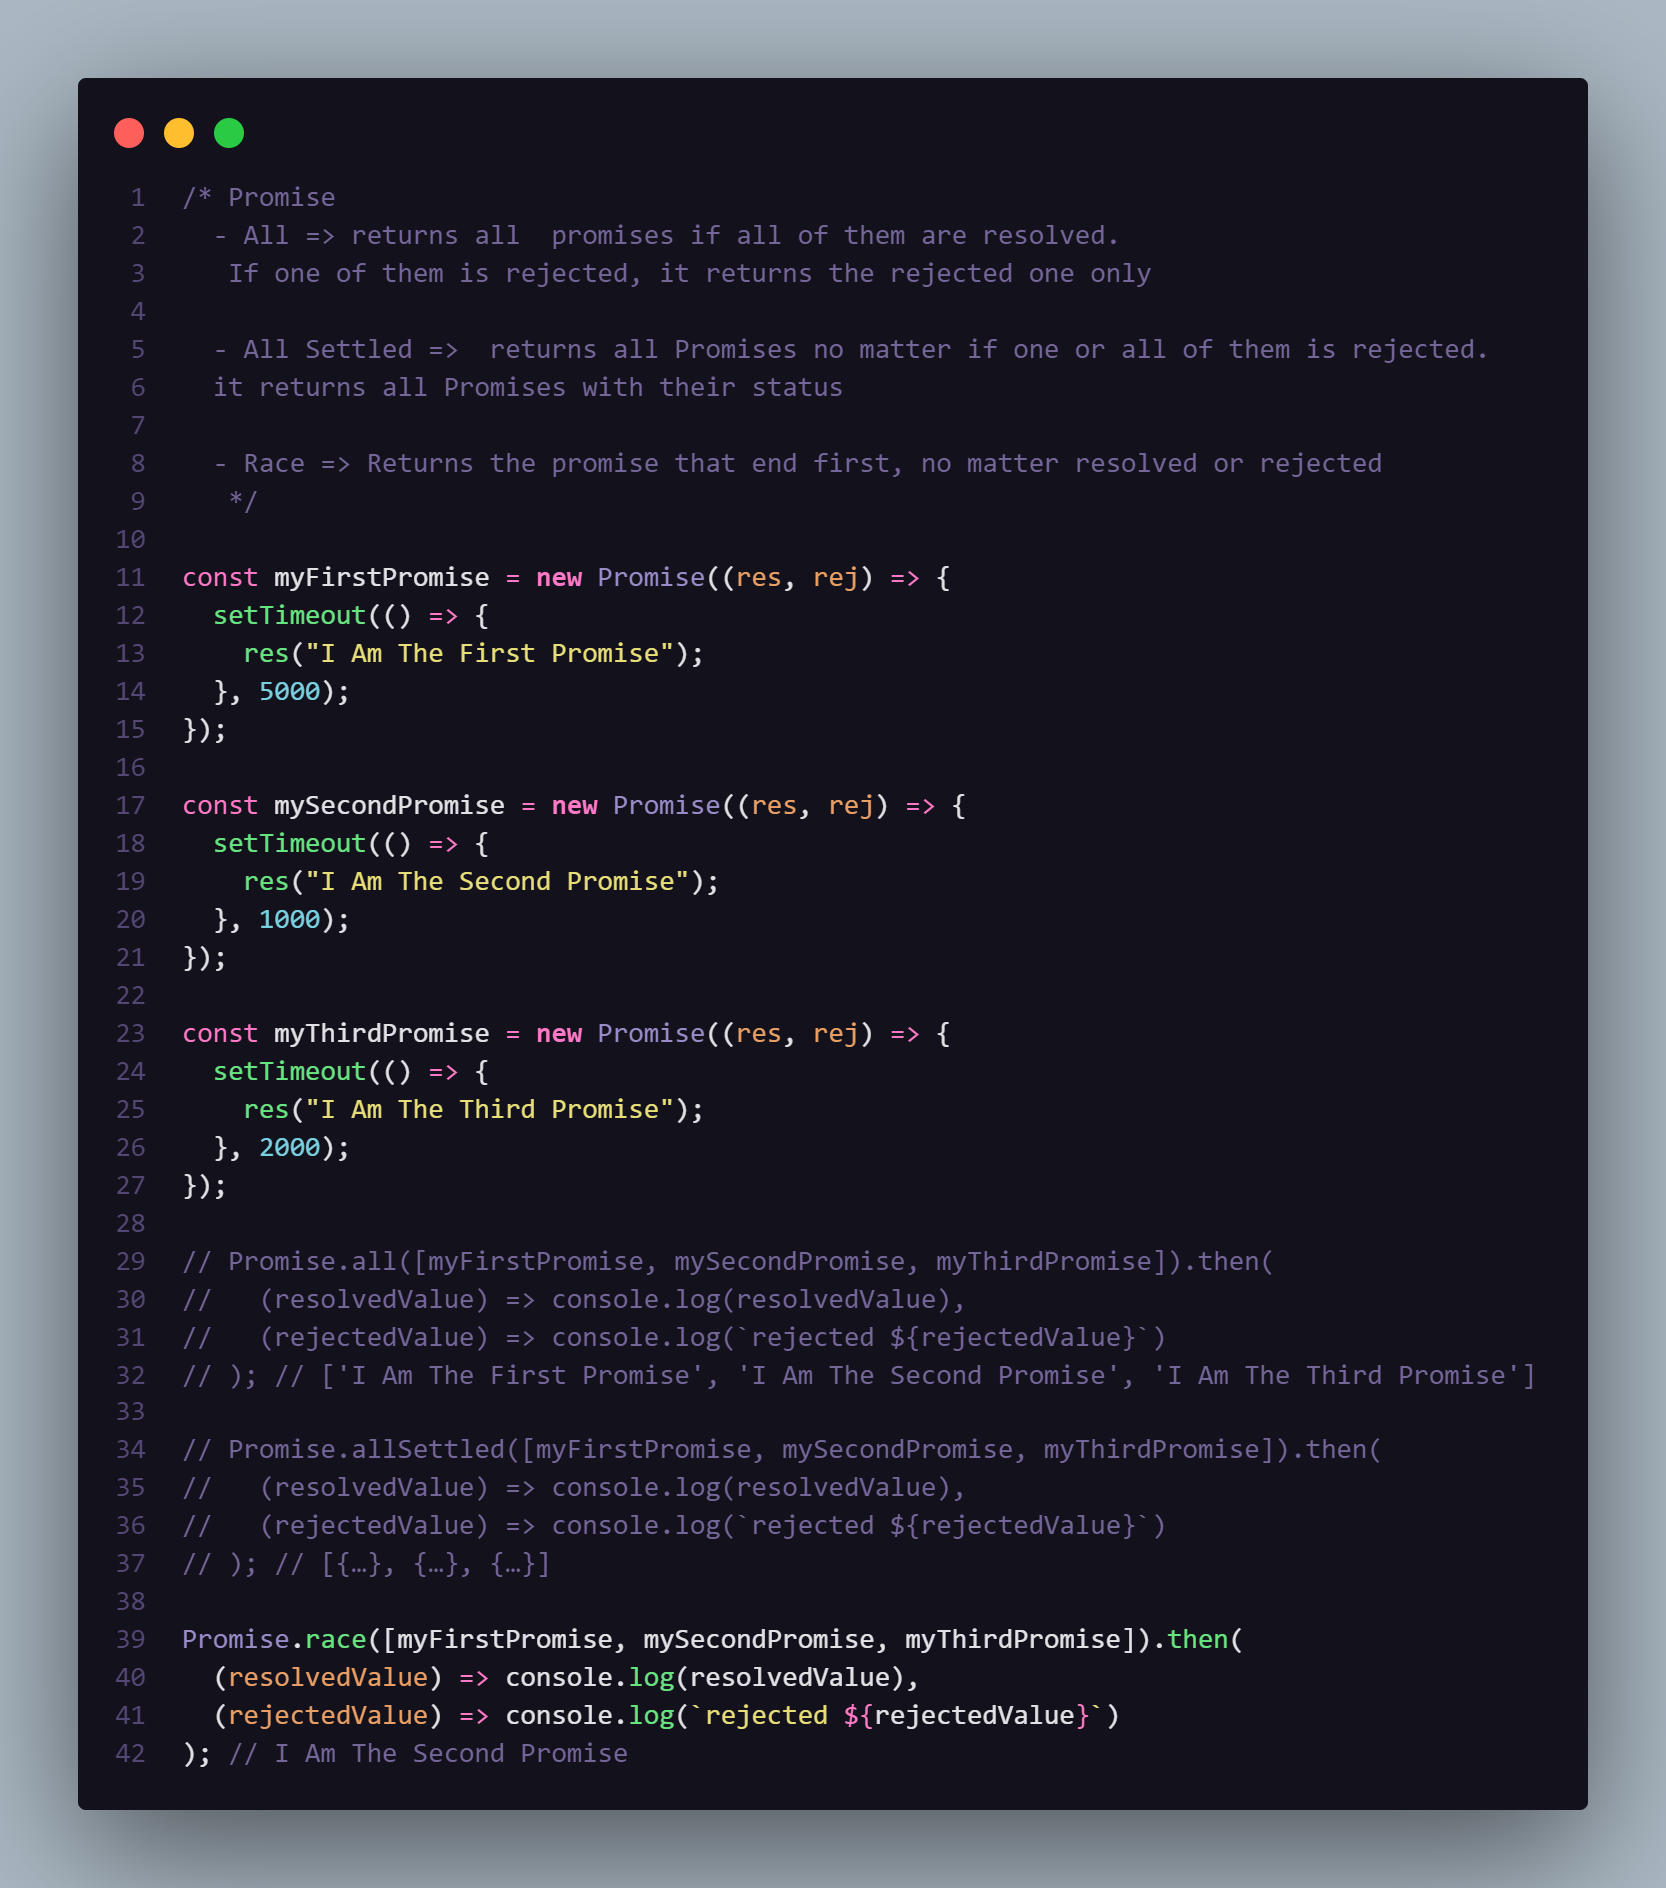 1 /* Promise
2   - All => returns all  promises if all of them are resolved.
3    If one of them is rejected, it returns the rejected one only
4
5   - All Settled =>  returns all Promises no matter if one or all of them is rejected.
6   it returns all Promises with their status
7
8   - Race => Returns the promise that end first, no matter resolved or rejected
9    */
10
11 const myFirstPromise = new Promise((res, rej) => {
12   setTimeout(() => {
13     res("I Am The First Promise");
14   }, 5000);
15 });
16
17 const mySecondPromise = new Promise((res, rej) => {
18   setTimeout(() => {
19     res("I Am The Second Promise");
20   }, 1000);
21 });
22
23 const myThirdPromise = new Promise((res, rej) => {
24   setTimeout(() => {
25     res("I Am The Third Promise");
26   }, 2000);
27 });
28
29 // Promise.all([myFirstPromise, mySecondPromise, myThirdPromise]).then(
30 //   (resolvedValue) => console.log(resolvedValue),
31 //   (rejectedValue) => console.log(`rejected ${rejectedValue}`)
32 // ); // ['I Am The First Promise', 'I Am The Second Promise', 'I Am The Third Promise']
33
34 // Promise.allSettled([myFirstPromise, mySecondPromise, myThirdPromise]).then(
35 //   (resolvedValue) => console.log(resolvedValue),
36 //   (rejectedValue) => console.log(`rejected ${rejectedValue}`)
37 // ); // [{…}, {…}, {…}]
38
39 Promise.race([myFirstPromise, mySecondPromise, myThirdPromise]).then(
40   (resolvedValue) => console.log(resolvedValue),
41   (rejectedValue) => console.log(`rejected ${rejectedValue}`)
42 ); // I Am The Second Promise